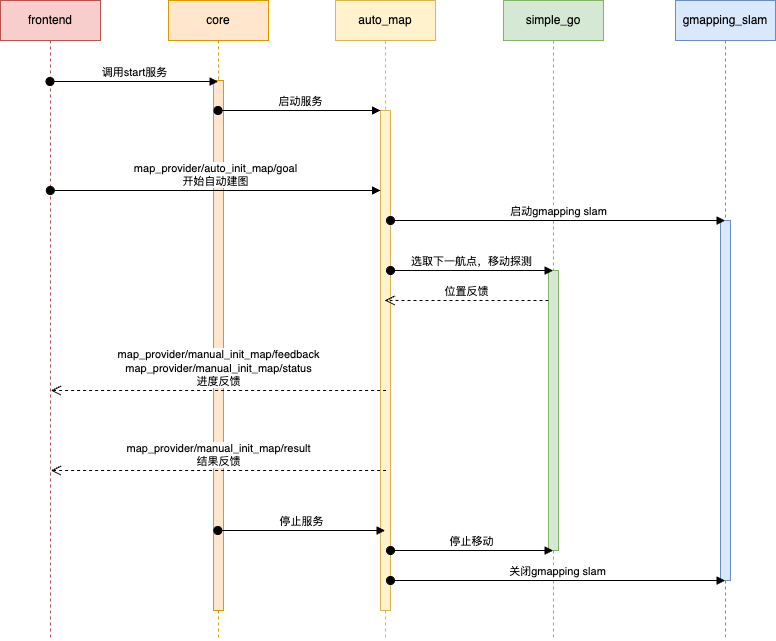 frontend
core
auto_map
simple_go
gmapping_slam
调用start服务
启动服务
map_provider/auto_init_map/goal
开始自动建图
启动gmapping slam
选取下一航点，移动探测
位置反馈
map_provider/manual_init_map/feedback
map_provider/manual_init_map/status
进度反馈
map_provider/manual_init_map/result
结果反馈
停止服务
停止移动
关闭gmapping slam